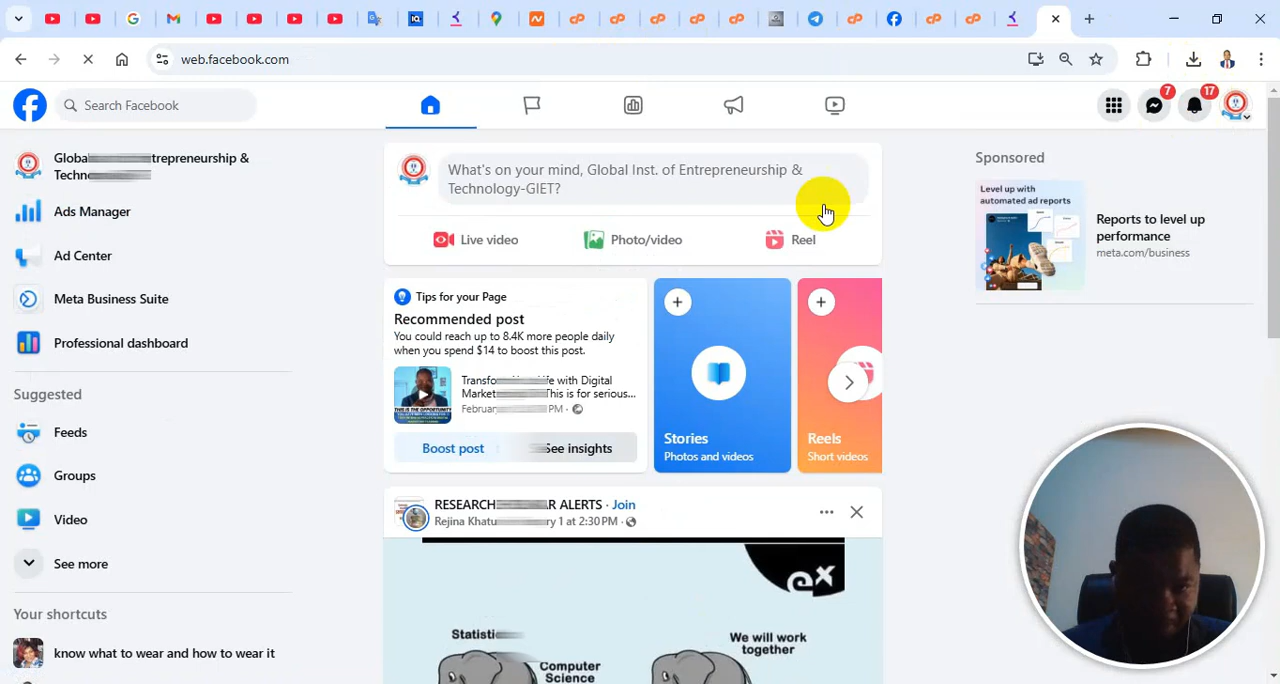 web.facebook.com
Search Facebook
7
17
Globa trepreneurship &
Techn
Ads Manager
Ad Center
Meta Business Suite
Professional dashboard
Suggested
Feeds
Groups
Video
See more
Your shortcuts
know what to wear and how to wear it
What's on your mind, Global Inst. of Entrepreneurship &
Technology-GIET?
Live video
Photo/video
Reel
Tips for your Page
Recommended post
You could reach up to 8.4K more people daily
when you spend $14 to boost this post.
Transfo Life with Digital
Market This is for serious...
PM ·
Boost post
See insights
Stories
Photos and videos
Reels
Short videos
RESEARCH R ALERTS · Join
Rejina Khatu ry 1 at 2:30 PM ·
ex
Statisti
Computer
Science
We will work
together
Sponsored
Level up with
automated ad reports
Reports to level up
performance
meta.com/business